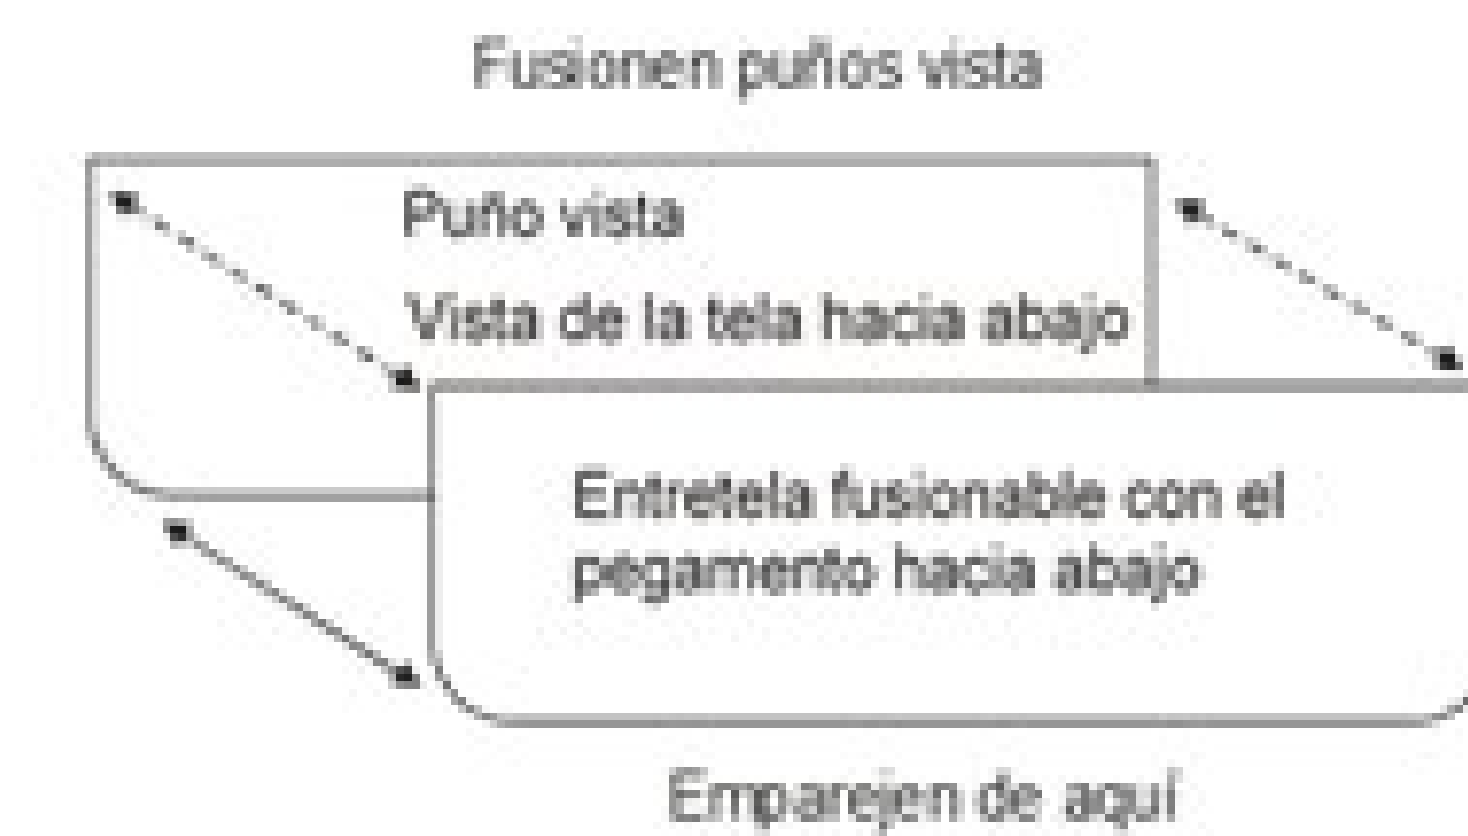 Fusionen puños vista
Puño vista
Vista de la tela hacia abajo
Entretela fusionable con el
pegamento hacia abajo
Emparejen de aquí